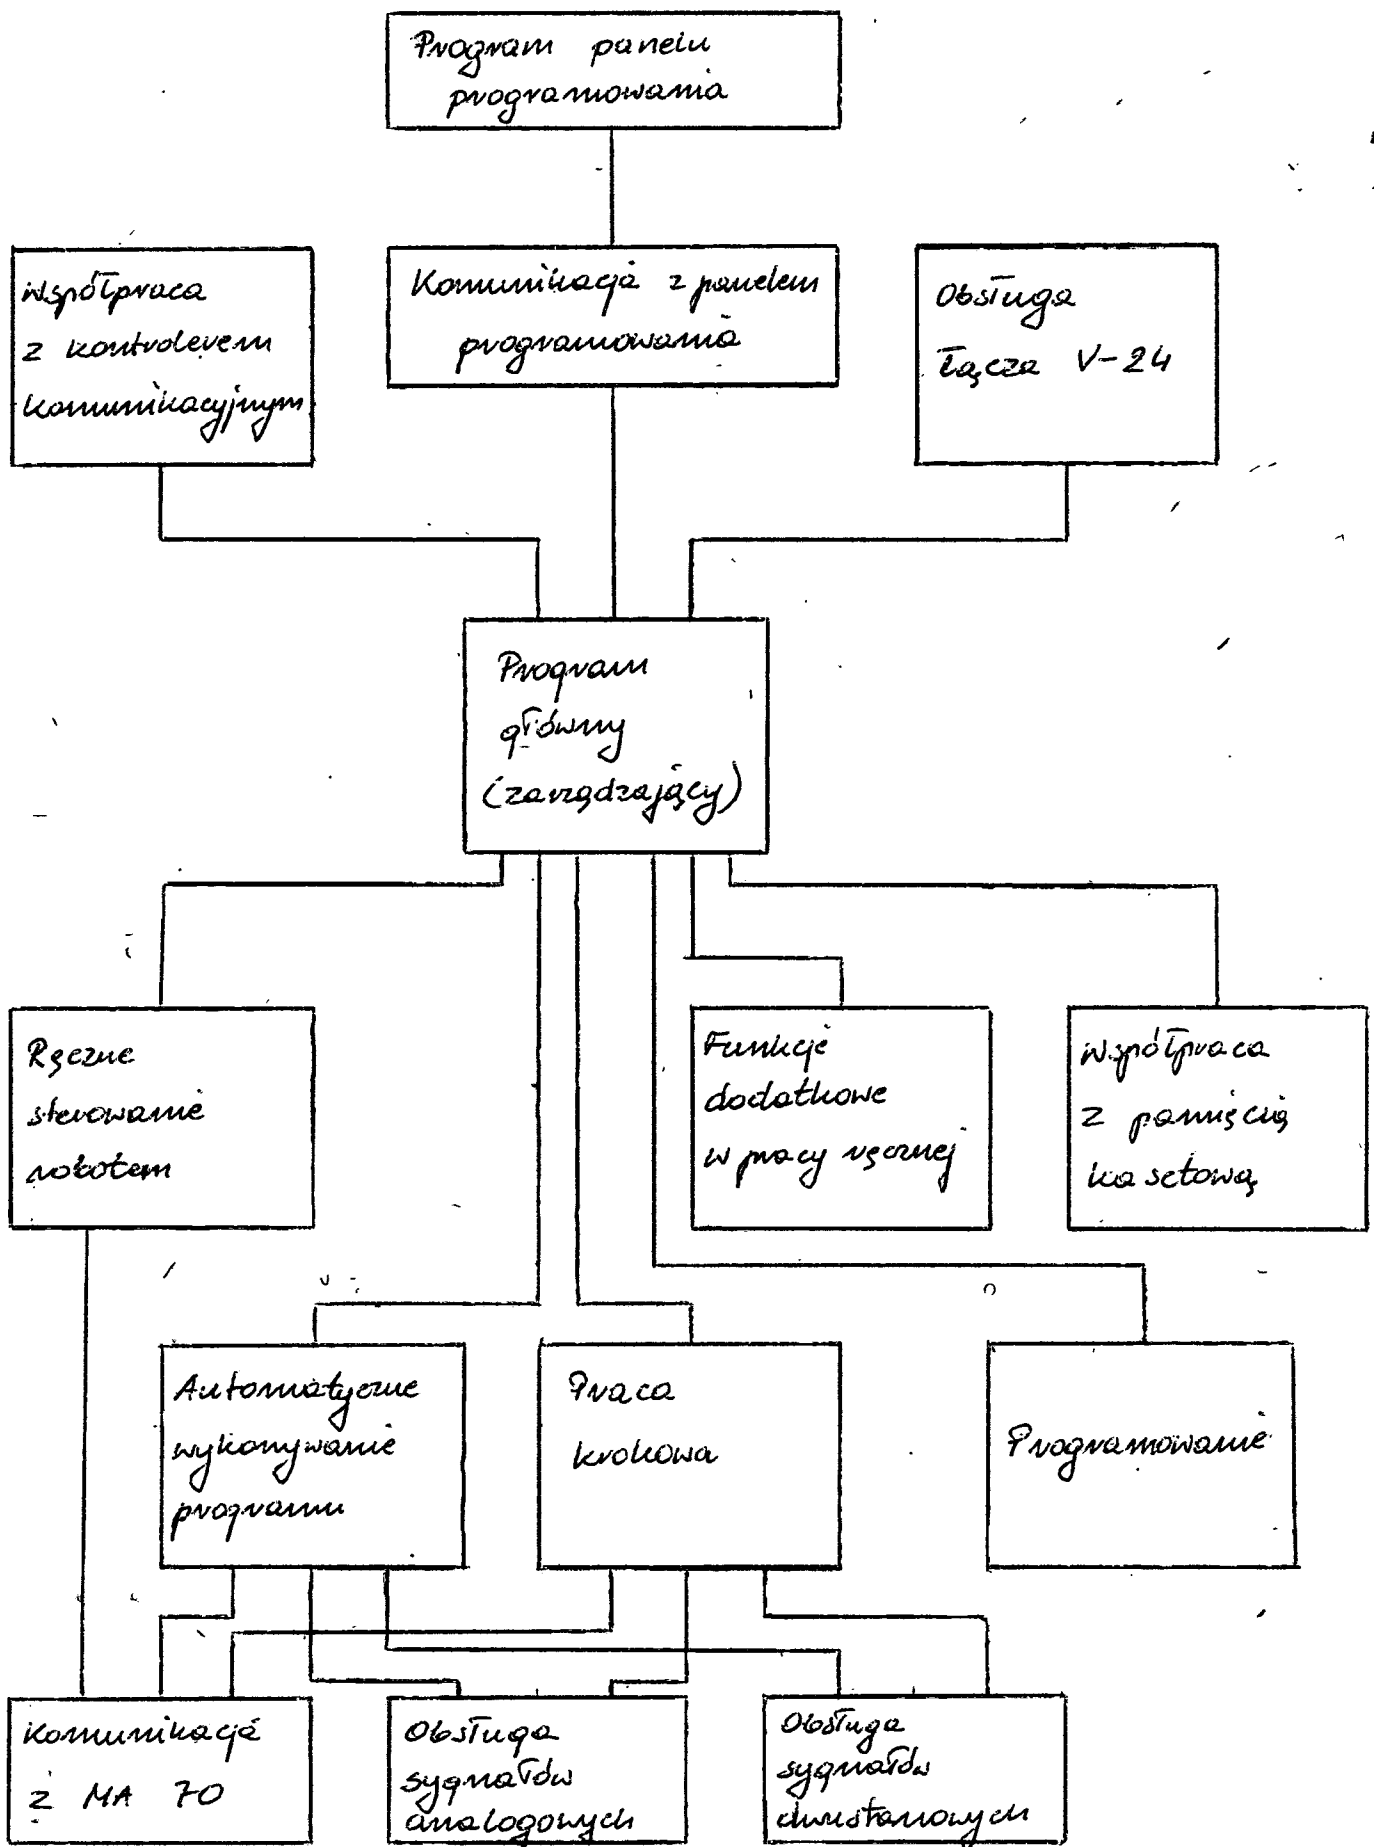 Program panelu
programowania
Współpraca
z kontrolerem
komunikacyjnym
Komunikacja z panelem
programowania
Obsługa
łącza V-24
Program
główny
(zarządzający)
Ręczne
sterowanie
robotem
Funkcje
dodatkowe
w pracy ręcznej
Współpraca
z pamięcią
kasetową
Automatyczne
wykonywanie
programu
Praca
krokowa
Programowanie
Komunikacja
z MA 70
Obsługa
sygnałów
analogowych
Obsługa
sygnałów
dwustanowych